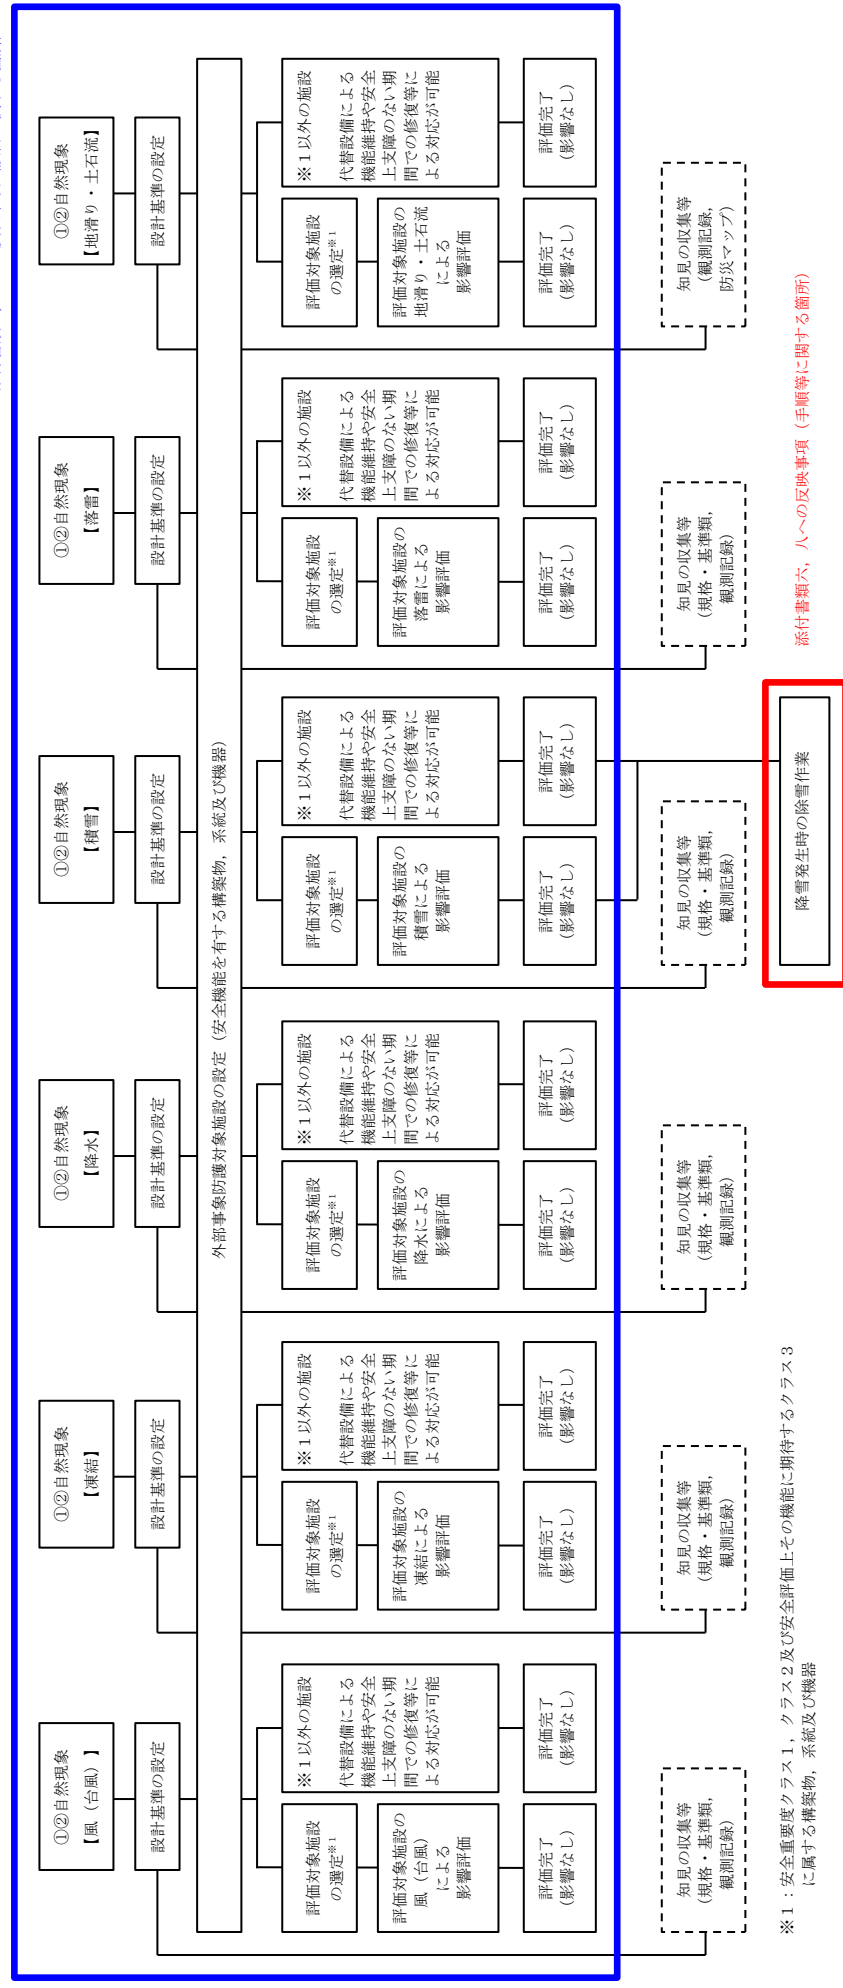 ①②自然現象
【風（台風）】
設計基準の設定
①②自然現象
【凍結】
設計基準の設定
①②自然現象
【降水】
設計基準の設定
①②自然現象
【積雪】
設計基準の設定
①②自然現象
【落雷】
設計基準の設定
①②自然現象
【地滑り・土石流】
設計基準の設定
外部事象防護対象施設の設定（安全機能を有する構築物，系統及び機器）
評価対象施設
の選定※1
評価対象施設の
風（台風）
による
影響評価
評価完了
（影響なし）
※１以外の施設
代替設備による
機能維持や安全
上支障のない期
間での修復等に
よる対応が可能
評価完了
（影響なし）
知見の収集等
（規格・基準類，
観測記録）
評価対象施設
の選定※1
評価対象施設の
凍結による
影響評価
評価完了
（影響なし）
※１以外の施設
代替設備による
機能維持や安全
上支障のない期
間での修復等に
よる対応が可能
評価完了
（影響なし）
知見の収集等
（規格・基準類，
観測記録）
評価対象施設
の選定※1
評価対象施設の
降水による
影響評価
評価完了
（影響なし）
※１以外の施設
代替設備による
機能維持や安全
上支障のない期
間での修復等に
よる対応が可能
評価完了
（影響なし）
知見の収集等
（規格・基準類，
観測記録）
評価対象施設
の選定※1
評価対象施設の
積雪による
影響評価
評価完了
（影響なし）
※１以外の施設
代替設備による
機能維持や安全
上支障のない期
間での修復等に
よる対応が可能
評価完了
（影響なし）
知見の収集等
（規格・基準類，
観測記録）
降雪発生時の除雪作業
評価対象施設
の選定※1
評価対象施設の
落雷による
影響評価
評価完了
（影響なし）
※１以外の施設
代替設備による
機能維持や安全
上支障のない期
間での修復等に
よる対応が可能
評価完了
（影響なし）
知見の収集等
（規格・基準類，
観測記録）
評価対象施設
の選定※1
評価対象施設の
地滑り・土石流
による
影響評価
評価完了
（影響なし）
※１以外の施設
代替設備による
機能維持や安全
上支障のない期
間での修復等に
よる対応が可能
評価完了
（影響なし）
知見の収集等
（観測記録，
防災マップ）
添付書類六，八への反映事項（手順等に関する箇所）
※１：安全重要度クラス１，クラス２及び安全評価上その機能に期待するクラス３
に属する構築物，系統及び機器